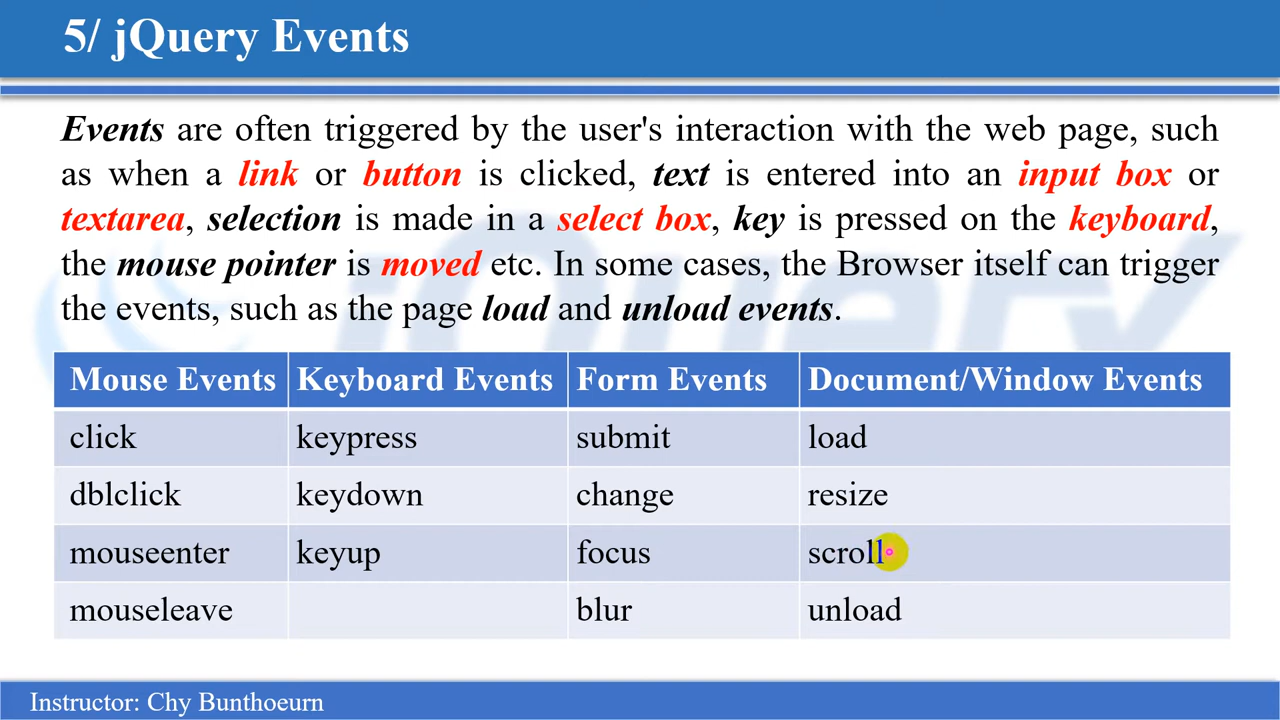 5/ jQuery Events
Events are often triggered by the user's interaction with the web page, such
as when a link or button is clicked, text is entered into an input box or
textarea, selection is made in a select box, key is pressed on the keyboard,
the mouse pointer is moved etc. In some cases, the Browser itself can trigger
the events, such as the page load and unload events.
jQuery
Mouse Events Keyboard Events Form Events Document/Window Events
click keypress submit load
dblclick keydown change resize
mouseenter keyup focus scroll
mouseleave blur unload
Instructor: Chy Bunthoeurn